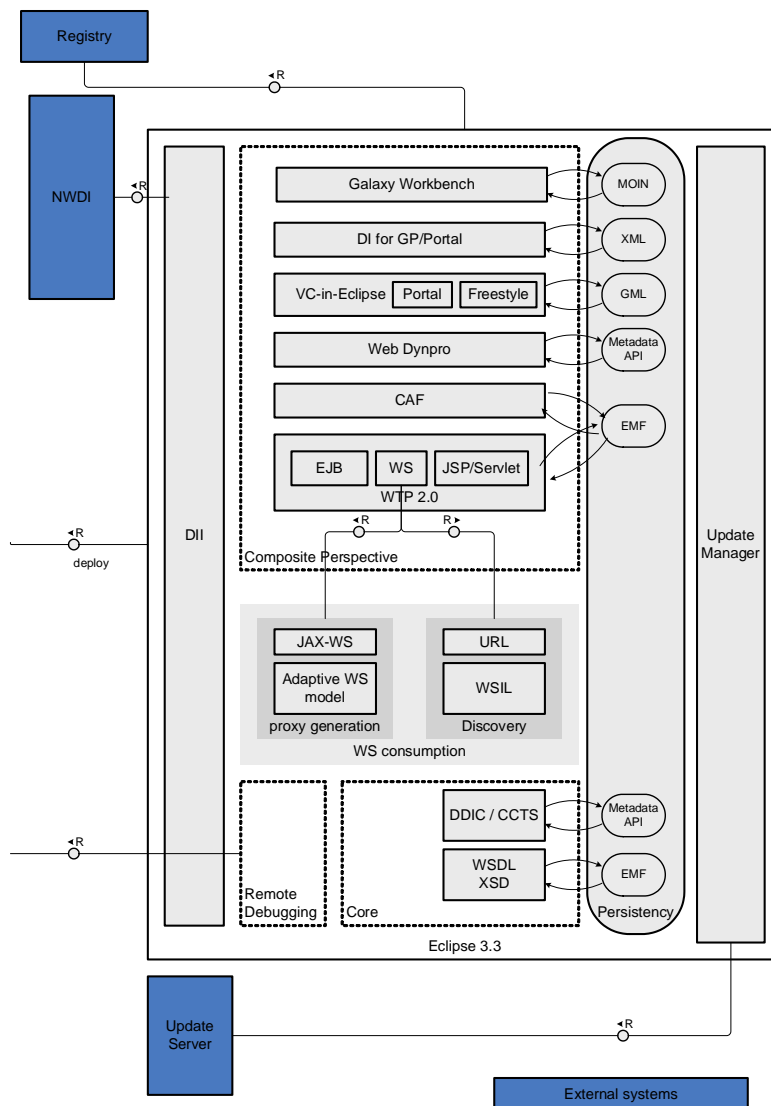 Registry
R
NWDI
R
Galaxy Workbench
MOIN
DI for GP/Portal
XML
VC-in-Eclipse
Portal
Freestyle
GML
Web Dynpro
Metadata
API
CAF
EMF
EJB
WS
JSP/Servlet
WTP 2.0
R
R
R
deploy
DII
Composite Perspective
Update
Manager
JAX-WS
Adaptive WS
model
proxy generation
URL
WSIL
Discovery
WS consumption
DDIC / CCTS
Metadata
API
R
WSDL
XSD
EMF
Remote
Debugging
Core
Persistency
Eclipse 3.3
Update
Server
R
External systems